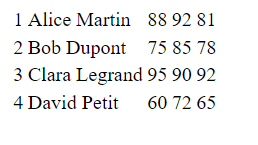 1 Alice Martin 88 92 81
2 Bob Dupont 75 85 78
3 Clara Legrand 95 90 92
4 David Petit 60 72 65